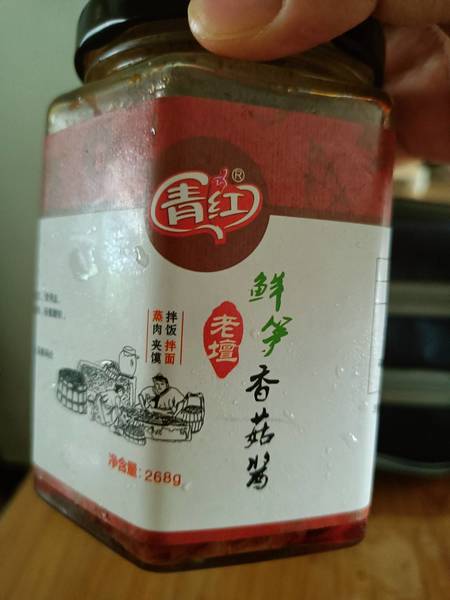 青红®
鲜笋香菇酱
老壇
拌饭 拌面
蒸肉 夹馍
净含量:268g